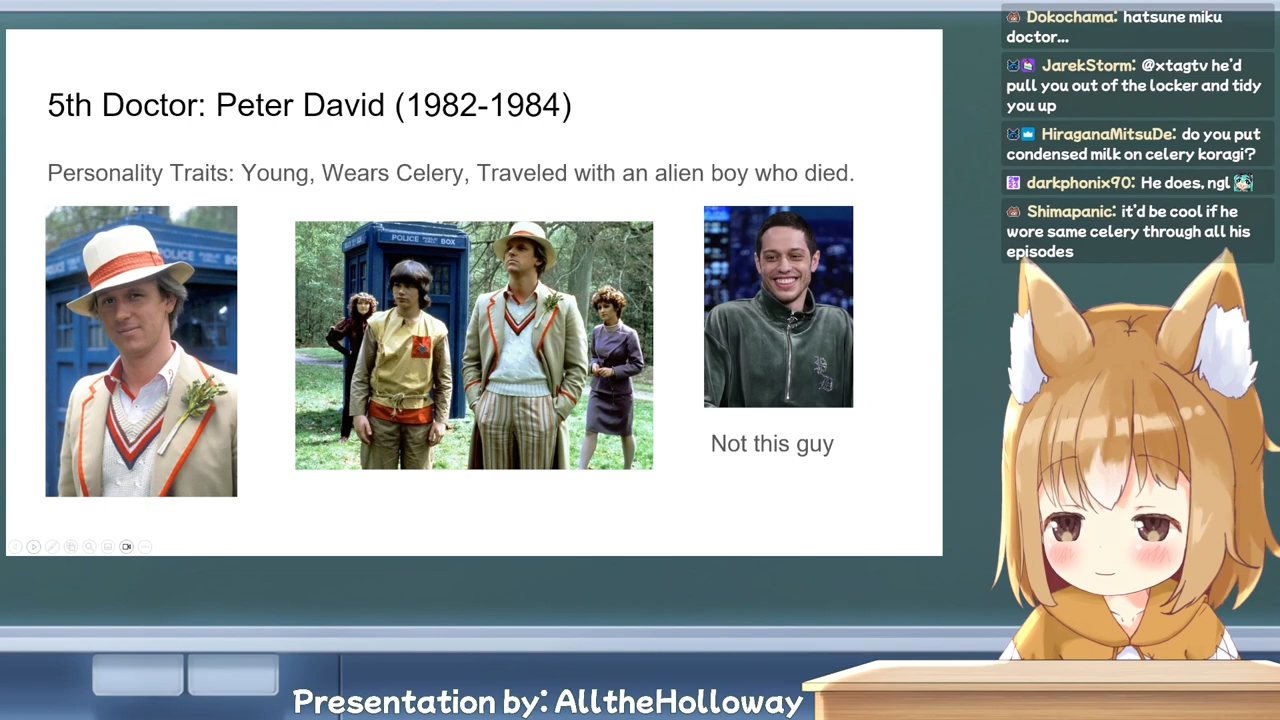 5th Doctor: Peter David (1982-1984)
Personality Traits: Young, Wears Celery, Traveled with an alien boy who died.
POLICE BOX
POLICE BOX
Not this guy
Presentation by: AlltheHolloway
Dokochama: hatsune miku
doctor...
JarekStorm: @xtagtv he'd
pull you out of the locker and tidy
you up
HiraganaMitsuDe: do you put
condensed milk on celery koragi?
darkphonix90: He does, ngl
Shimapanic: it'd be cool if he
wore same celery through all his
episodes